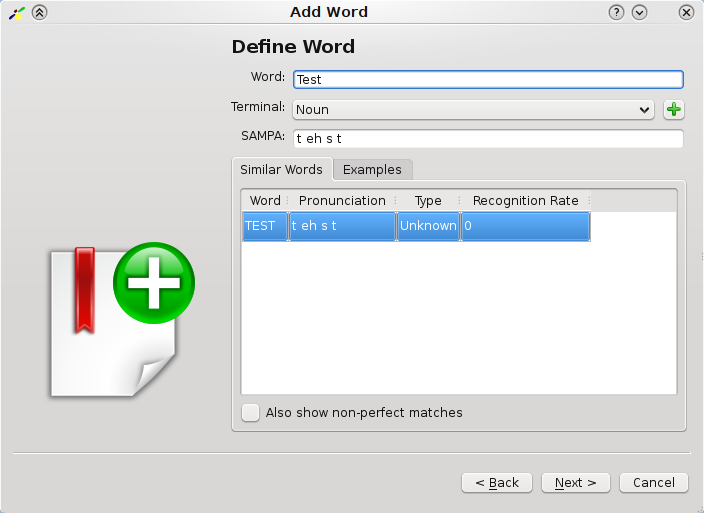 Add Word
Define Word
Word: Test
Terminal: Noun
SAMPA: t eh s t
Similar Words Examples
Word Pronunciation Type Recognition Rate
TEST t eh s t Unknown 0
Also show non-perfect matches
< Back Next > Cancel